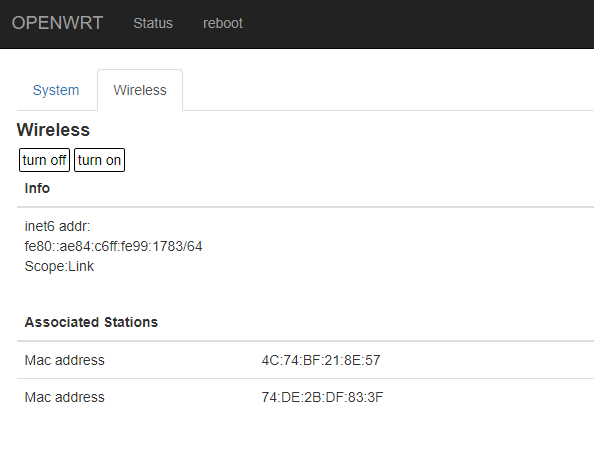 OPENWRT Status reboot
System Wireless
Wireless
turn off turn on
Info
inet6 addr:
fe80::ae84:c6ff:fe99:1783/64
Scope:Link
Associated Stations
Mac address 4C:74:BF:21:8E:57
Mac address 74:DE:2B:DF:83:3F